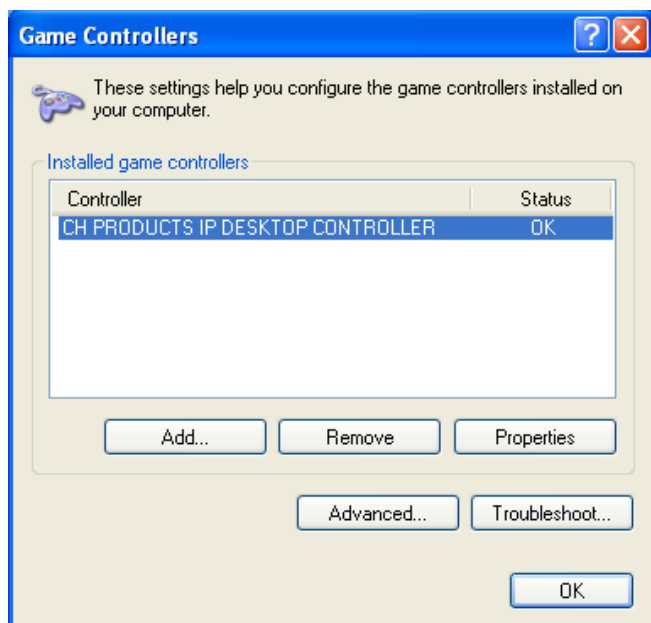 Game Controllers
?
These settings help you configure the game controllers installed on
your computer.
Installed game controllers
Controller Status
CH PRODUCTS IP DESKTOP CONTROLLER OK
Add... Remove Properties
Advanced... Troubleshoot...
OK